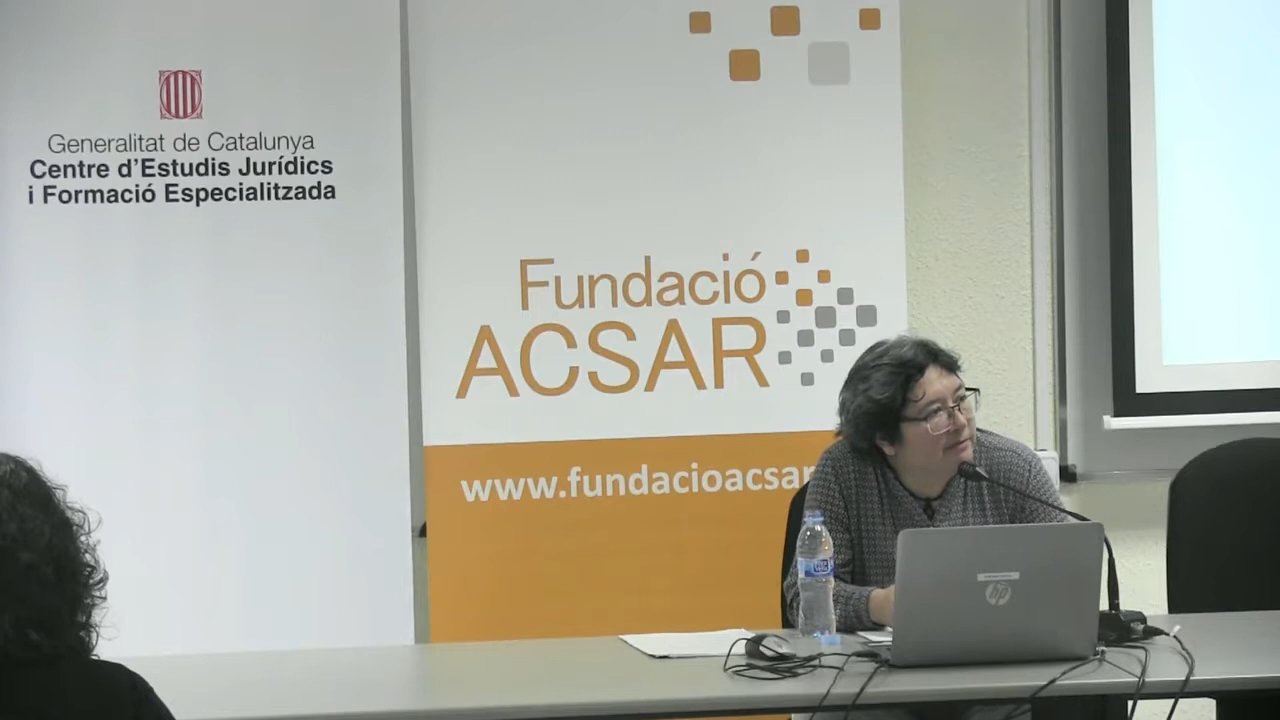 Generalitat de Catalunya
Centre d'Estudis Jurídics
i Formació Especialitzada
Fundació
ACSAR
www.fundacioacsar
hp